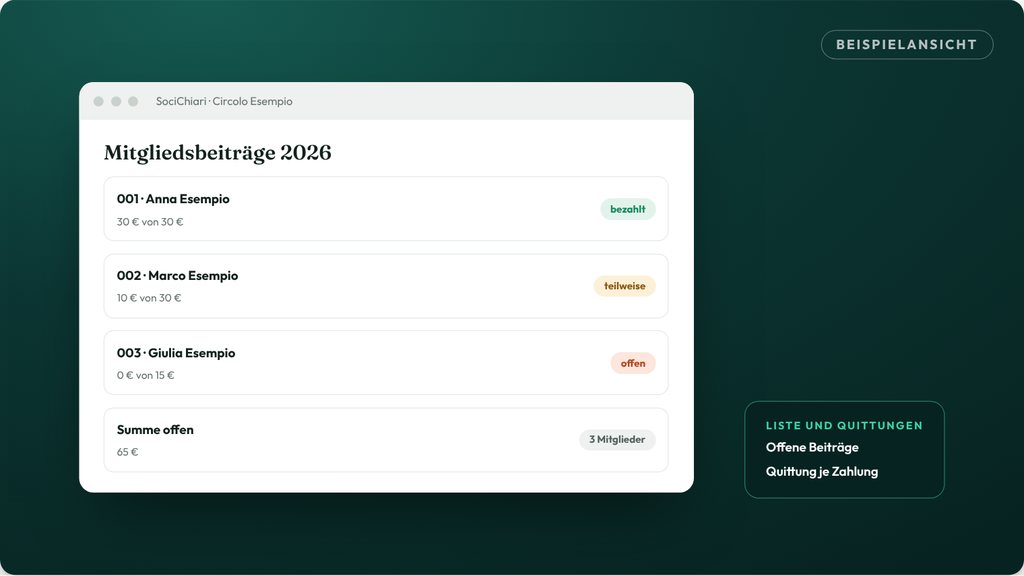 BEISPIELANSICHT
SociChiari · Circolo Esempio
Mitgliedsbeiträge 2026
001 · Anna Esempio
30 € von 30 €
bezahlt
002 · Marco Esempio
10 € von 30 €
teilweise
003 · Giulia Esempio
0 € von 15 €
offen
Summe offen
65 €
3 Mitglieder
LISTE UND QUITTUNGEN
Offene Beiträge
Quittung je Zahlung